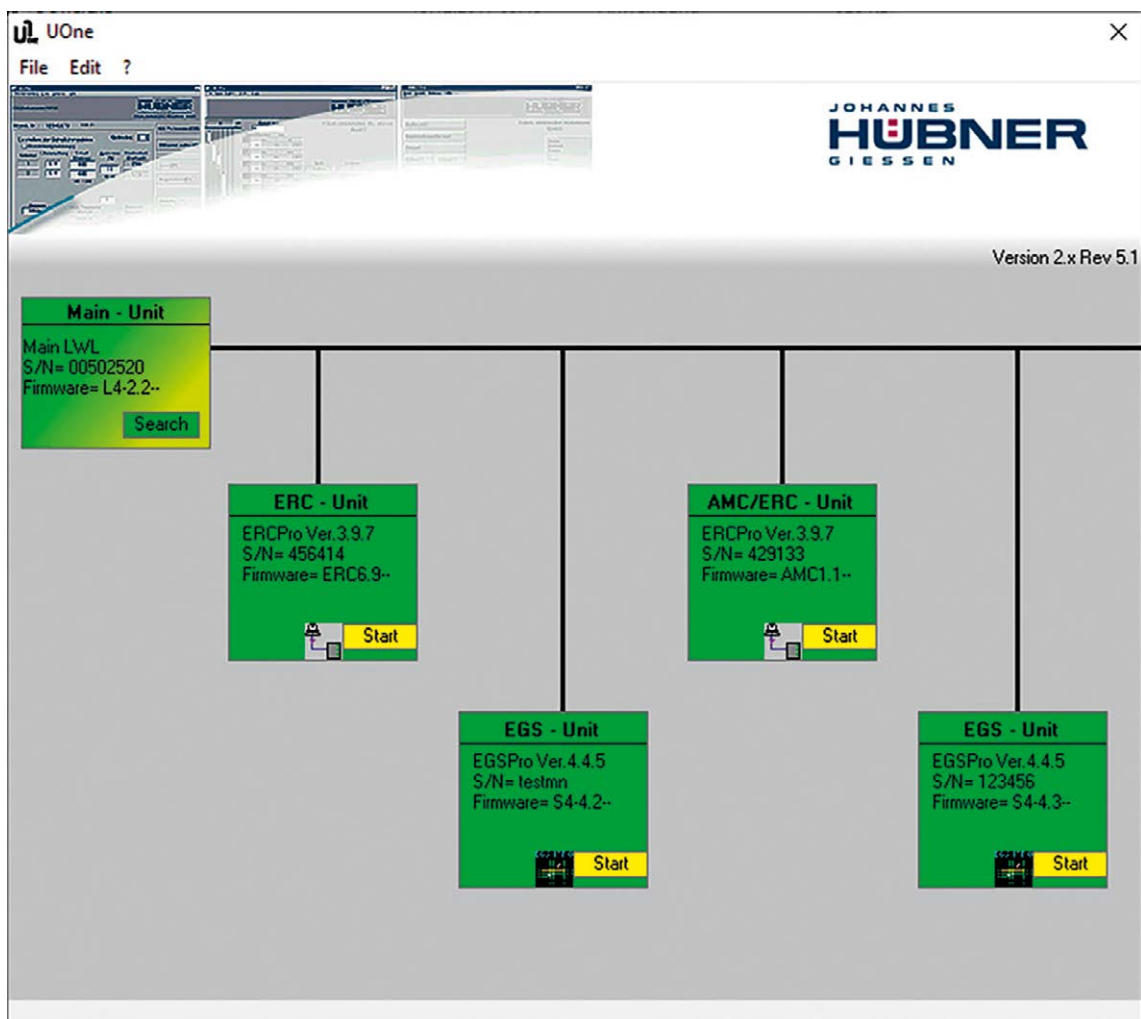 UOne
File Edit ?
JOHANNES
HÜBNER
GIESSEN
Version 2.x Rev 5.1
Main - Unit
Main LWL
S/N= 00502520
Firmware= L4-2.2--
Search
ERC - Unit
ERCPro Ver.3.9.7
S/N= 456414
Firmware= ERC6.9--
Start
AMC/ERC - Unit
ERCPro Ver.3.9.7
S/N= 429133
Firmware= AMC1.1--
Start
EGS - Unit
EGSPro Ver.4.4.5
S/N= testmn
Firmware= S4-4.2--
Start
EGS - Unit
EGSPro Ver.4.4.5
S/N= 123456
Firmware= S4-4.3--
Start